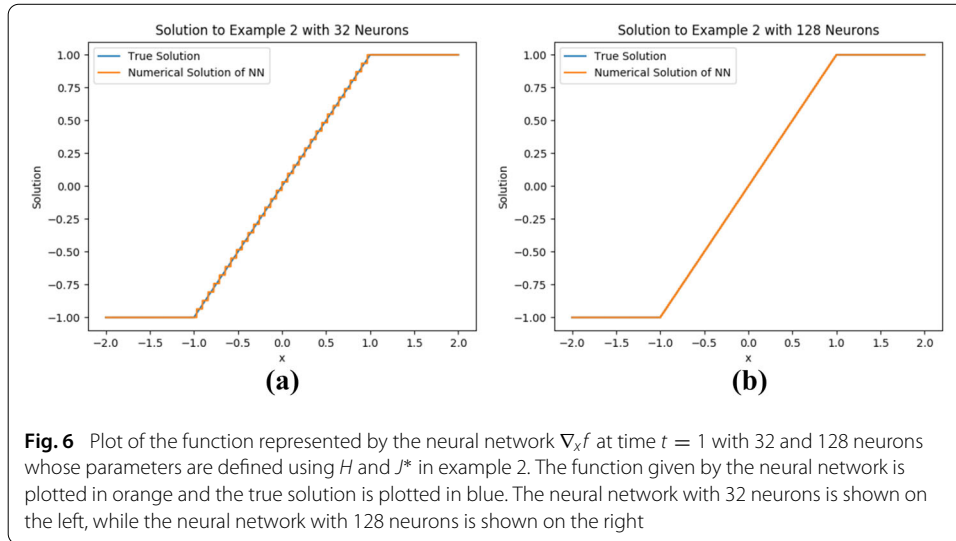 Solution to Example 2 with 32 Neurons
True Solution
Numerical Solution of NN
1.00
0.75
0.50
0.25
0.00
−0.25
−0.50
−0.75
−1.00
Solution
−2.0 −1.5 −1.0 −0.5 0.0 0.5 1.0 1.5 2.0
x
(a)
Solution to Example 2 with 128 Neurons
True Solution
Numerical Solution of NN
1.00
0.75
0.50
0.25
0.00
−0.25
−0.50
−0.75
−1.00
Solution
−2.0 −1.5 −1.0 −0.5 0.0 0.5 1.0 1.5 2.0
x
(b)
Fig. 6 Plot of the function represented by the neural network ∇ₓf at time t = 1 with 32 and 128 neurons
whose parameters are defined using H and J* in example 2. The function given by the neural network is
plotted in orange and the true solution is plotted in blue. The neural network with 32 neurons is shown on
the left, while the neural network with 128 neurons is shown on the right